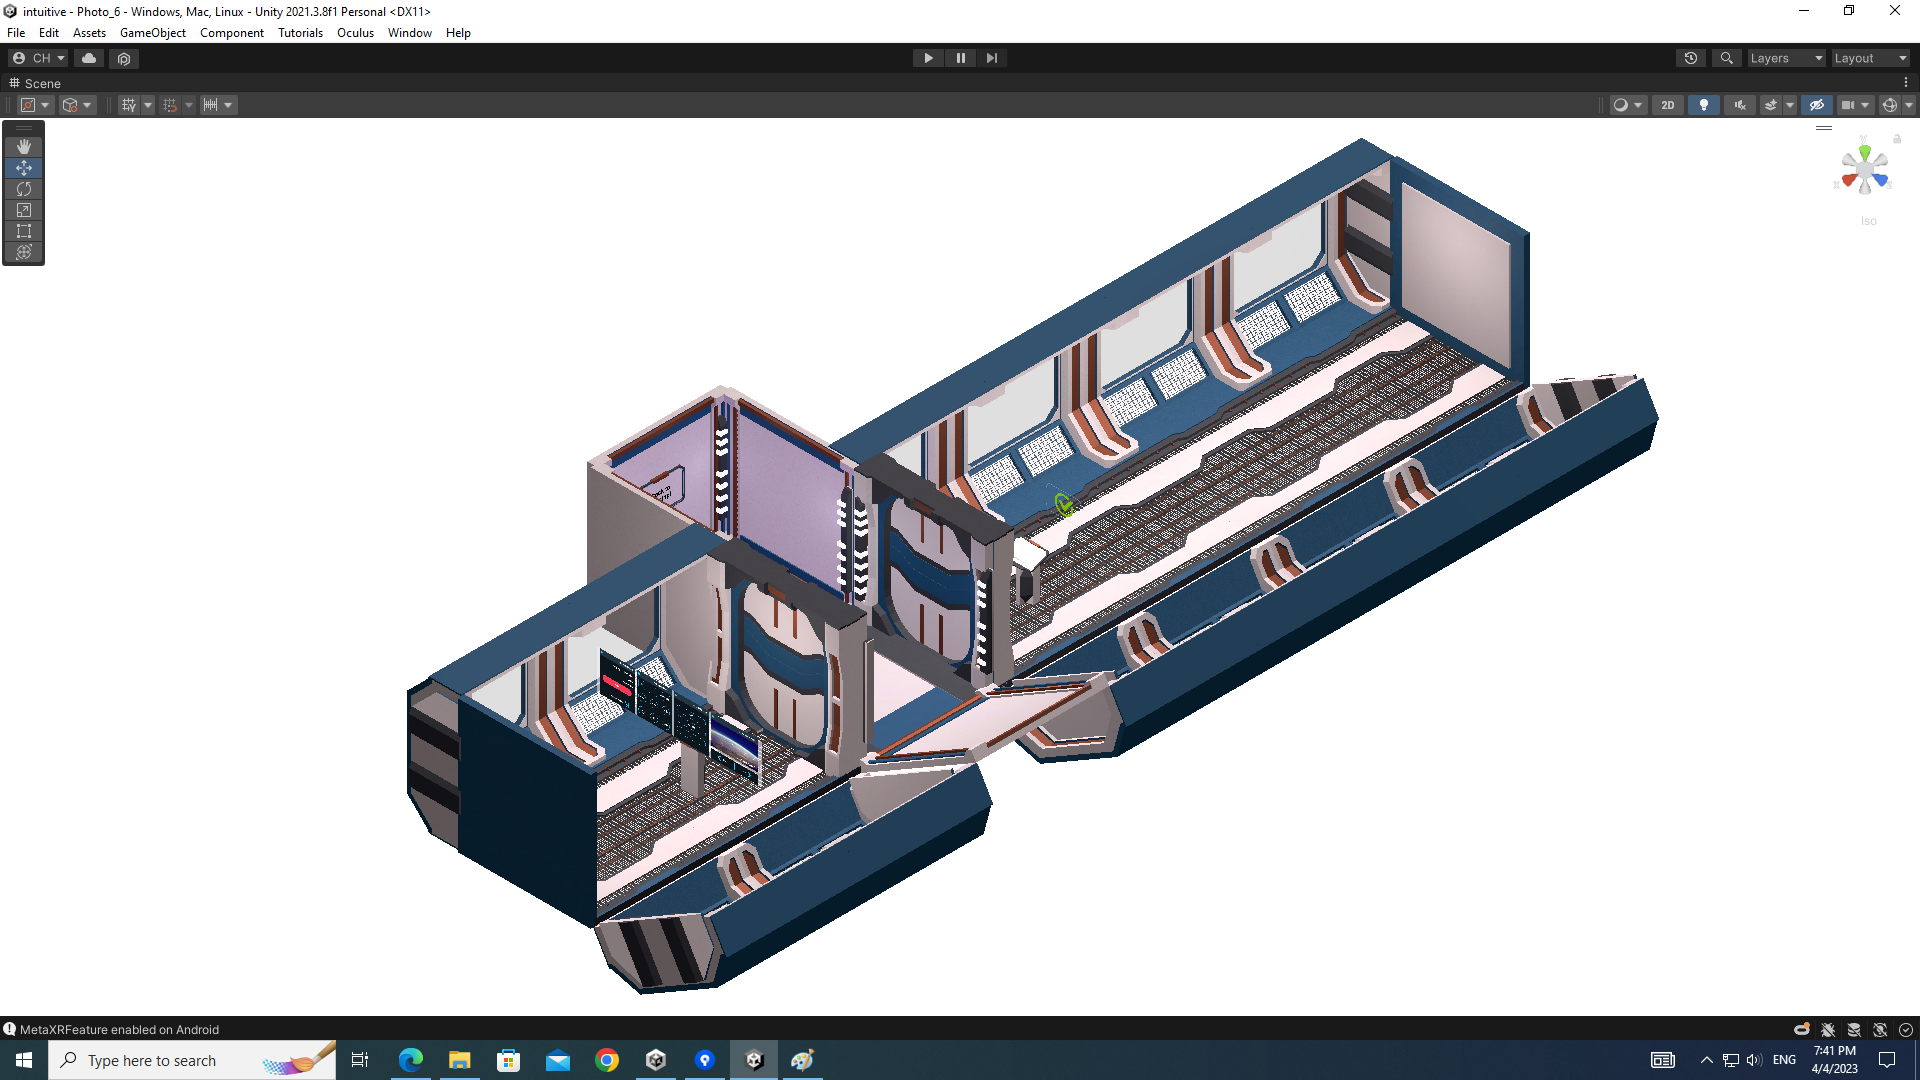 intuitive - Photo_6 - Windows, Mac, Linux - Unity 2021.3.8f1 Personal <DX11>
File Edit Assets GameObject Component Tutorials Oculus Window Help
CH Layers Layout
Scene
2D
y
x
Iso
MetaXRFeature enabled on Android
Type here to search
ENG
7:41 PM
4/4/2023